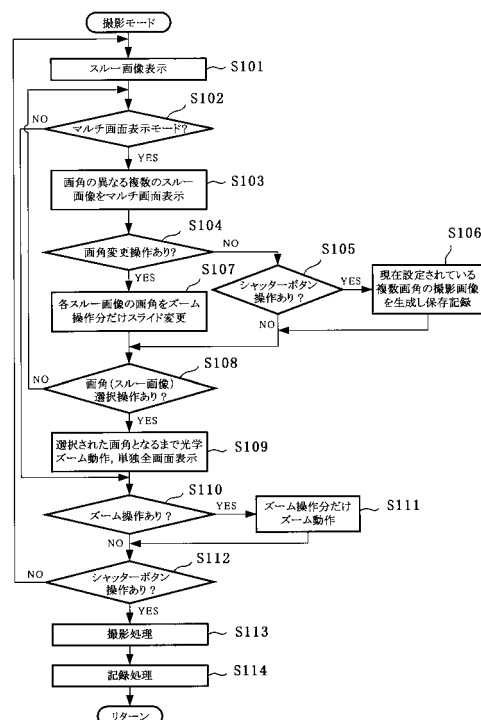 撮影モード
スルー画像表示
S101
S102
NO
マルチ画面表示モード?
YES
S103
画角の異なる複数のスルー
画像をマルチ画面表示
S104
画角変更操作あり?
NO
YES
S105
シャッターボタン
操作あり?
YES
NO
S106
現在設定されている
複数画角の撮影画像
を生成し保存記録
S107
各スルー画像の画角をズーム
操作分だけスライド変更
S108
NO
画角(スルー画像)
選択操作あり?
YES
選択された画角となるまで光学
ズーム動作,単独全画面表示
S109
S110
ズーム操作あり?
YES
NO
ズーム操作分だけ
ズーム動作
S111
S112
NO
シャッターボタン
操作あり?
YES
撮影処理
S113
記録処理
S114
リターン